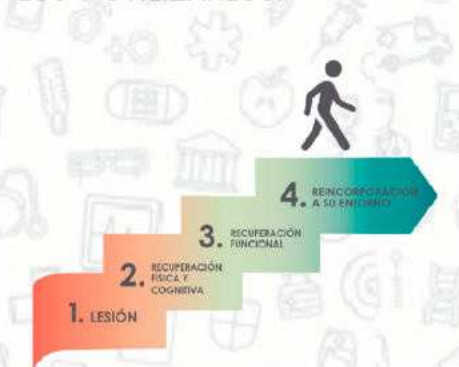 4. REINCORPORACIÓN
A SU ENTORNO
3. RECUPERACIÓN
FUNCIONAL
2. RECUPERACIÓN
FÍSICA Y
COGNITIVA
1. LESIÓN